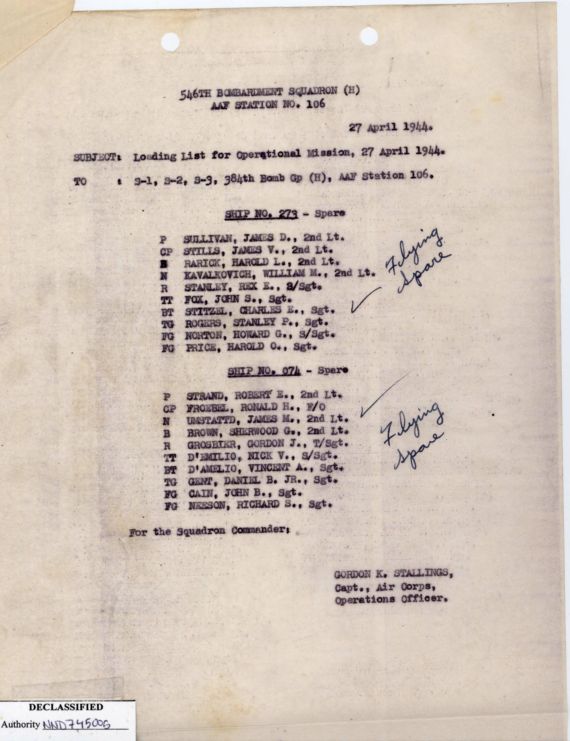 546TH BOMBARDMENT SQUADRON (H)
AAF STATION NO. 106
27 April 1944.
SUBJECT: Loading List for Operational Mission, 27 April 1944.
TO : S-1, S-2, S-3, 384th Bomb Gp (H), AAF Station 106.
SHIP NO. 273 - Spare
P SULLIVAN, JAMES D., 2nd Lt.
CP STILLS, JAMES V., 2nd Lt.
B RARICK, HAROLD L., 2nd Lt.
N KAVALKOVICH, WILLIAM M., 2nd Lt.
R STANLEY, REX E., S/Sgt.
TT FOX, JOHN S., Sgt.
BT STITZEL, CHARLES E., Sgt.
TG ROGERS, STANLEY P., Sgt.
FG NORTON, HOWARD G., S/Sgt.
FG PRICE, HAROLD O., Sgt.
Flying
Spare
SHIP NO. 074 - Spare
P STRAND, ROBERT E., 2nd Lt.
CP FROEBEL, RONALD H., F/O
N UMSTATTD, JAMES M., 2nd Lt.
B BROWN, SHERWOOD G., 2nd Lt.
R GROSBIER, GORDON J., T/Sgt.
TT D'EMILIO, NICK V., S/Sgt.
BT D'AMELIO, VINCENT A., Sgt.
TG GENT, DANIEL B. JR., Sgt.
FG CAIN, JOHN B., Sgt.
FG NEESON, RICHARD S., Sgt.
Flying
Spare
For the Squadron Commander:
GORDON K. STALLINGS,
Capt., Air Corps,
Operations Officer.
DECLASSIFIED
Authority NND745005